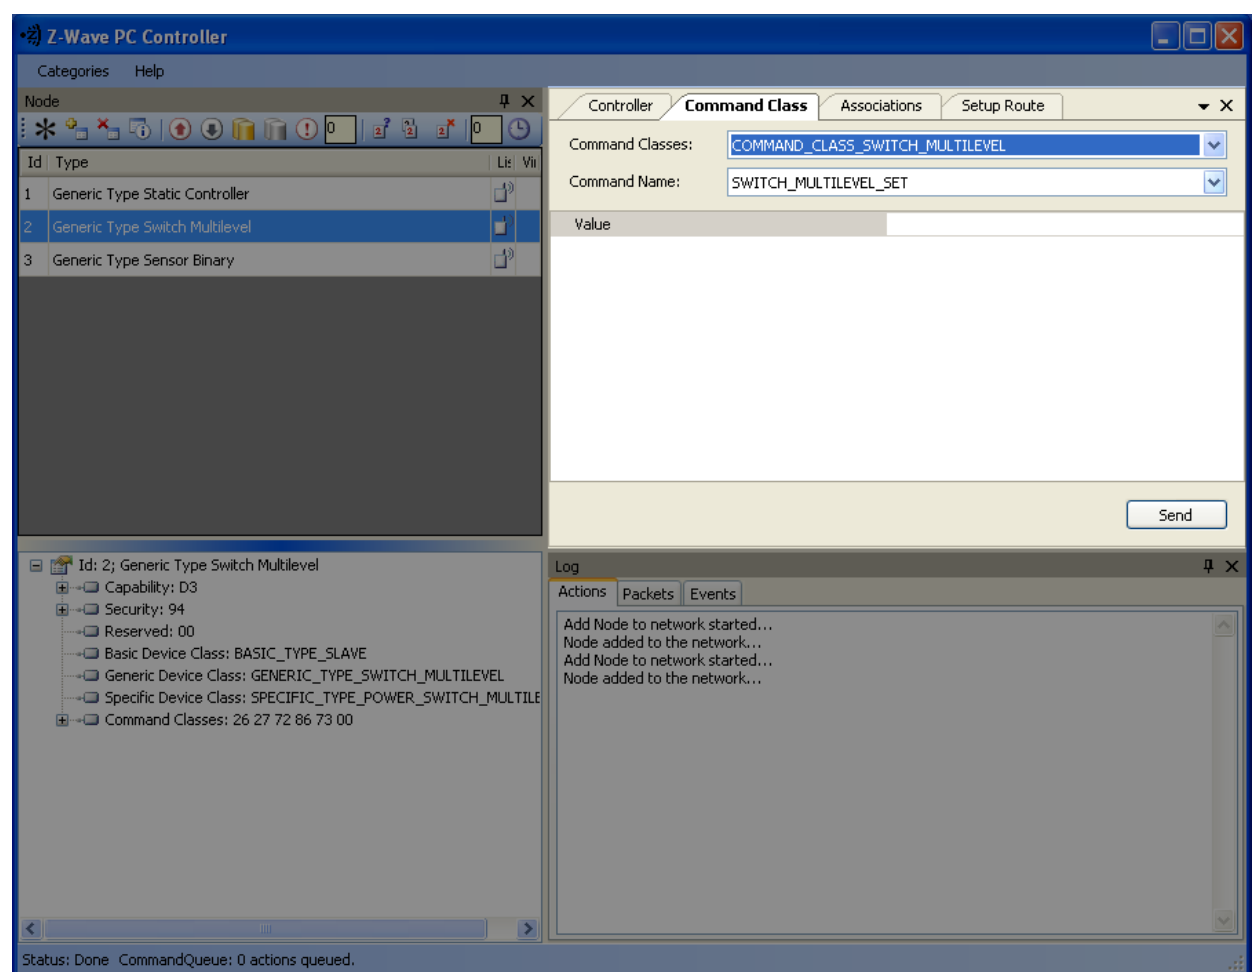 Z-Wave PC Controller
Categories Help
Node
0 2? 2 2 0
Id Type Lis Vir
1 Generic Type Static Controller
2 Generic Type Switch Multilevel
3 Generic Type Sensor Binary
Controller Command Class Associations Setup Route
Command Classes: COMMAND_CLASS_SWITCH_MULTILEVEL
Command Name: SWITCH_MULTILEVEL_SET
Value
Send
Id: 2; Generic Type Switch Multilevel
Capability: D3
Security: 94
Reserved: 00
Basic Device Class: BASIC_TYPE_SLAVE
Generic Device Class: GENERIC_TYPE_SWITCH_MULTILEVEL
Specific Device Class: SPECIFIC_TYPE_POWER_SWITCH_MULTILE
Command Classes: 26 27 72 86 73 00
Log
Actions Packets Events
Add Node to network started...
Node added to the network...
Add Node to network started...
Node added to the network...
Status: Done CommandQueue: 0 actions queued.